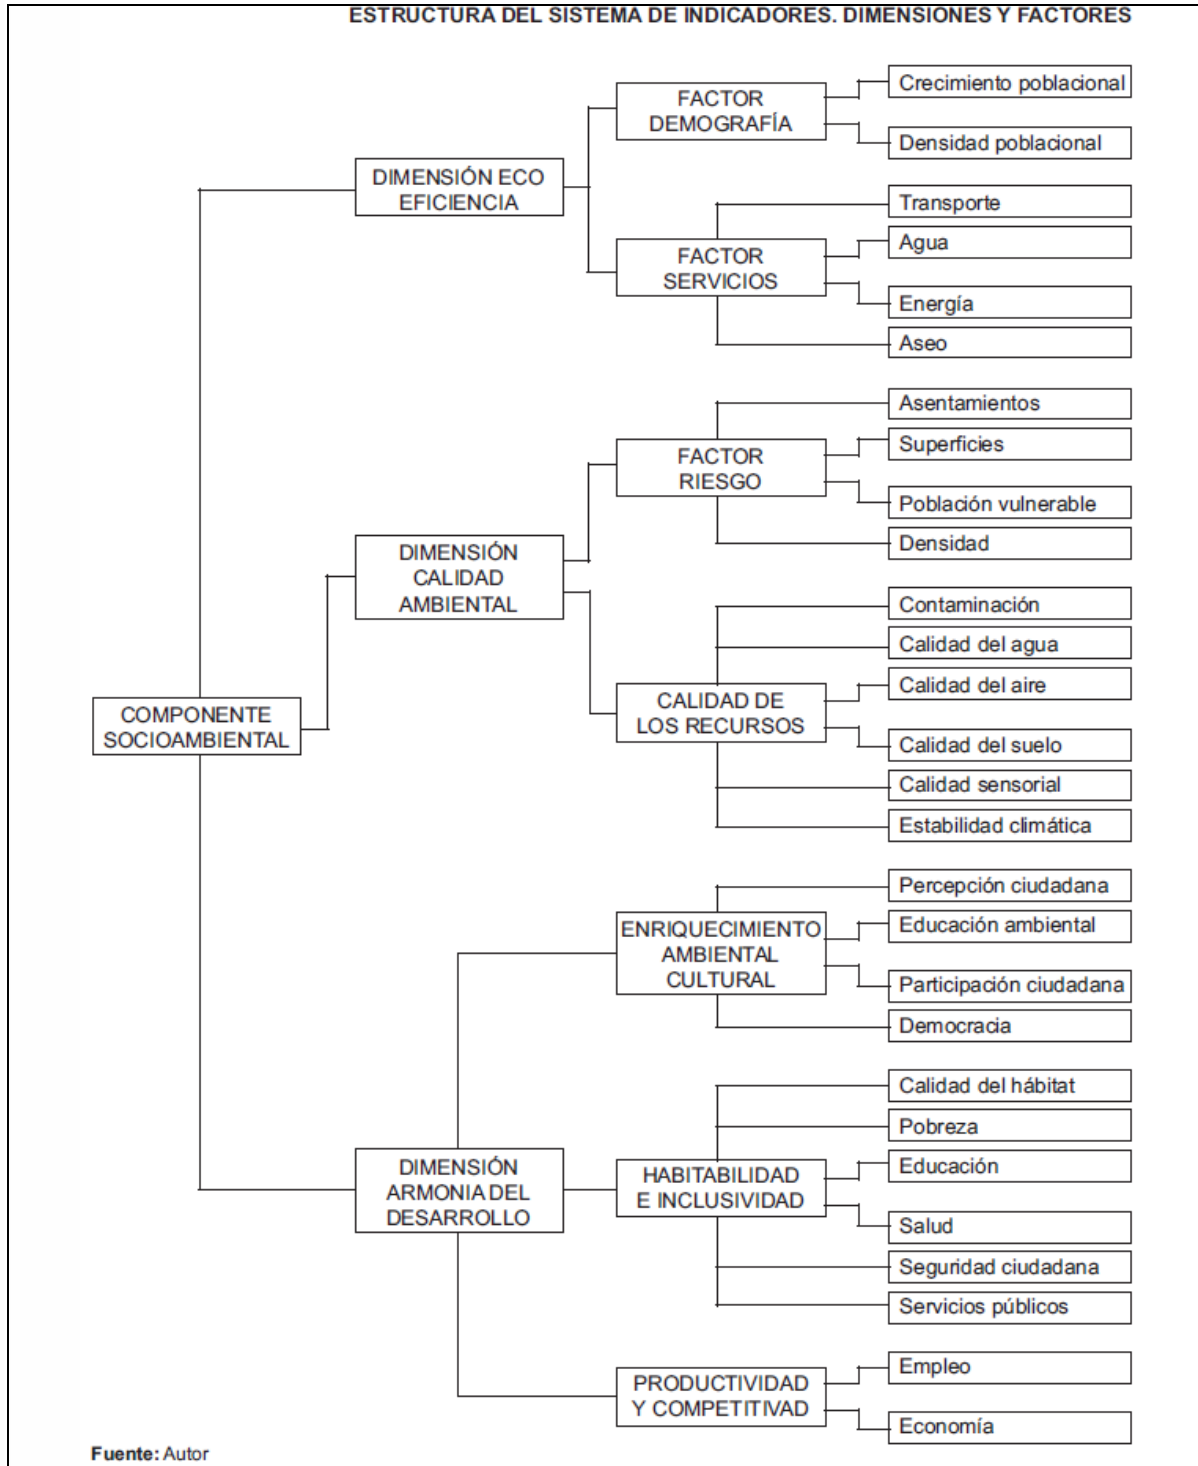 ESTRUCTURA DEL SISTEMA DE INDICADORES. DIMENSIONES Y FACTORES
COMPONENTE
SOCIOAMBIENTAL
DIMENSIÓN ECO
EFICIENCIA
FACTOR
DEMOGRAFÍA
Crecimiento poblacional
Densidad poblacional
FACTOR
SERVICIOS
Transporte
Agua
Energía
Aseo
DIMENSIÓN
CALIDAD
AMBIENTAL
FACTOR
RIESGO
Asentamientos
Superficies
Población vulnerable
Densidad
CALIDAD DE
LOS RECURSOS
Contaminación
Calidad del agua
Calidad del aire
Calidad del suelo
Calidad sensorial
Estabilidad climática
DIMENSIÓN
ARMONIA DEL
DESARROLLO
ENRIQUECIMIENTO
AMBIENTAL
CULTURAL
Percepción ciudadana
Educación ambiental
Participación ciudadana
Democracia
HABITABILIDAD
E INCLUSIVIDAD
Calidad del hábitat
Pobreza
Educación
Salud
Seguridad ciudadana
Servicios públicos
PRODUCTIVIDAD
Y COMPETITIVAD
Empleo
Economía
Fuente: Autor